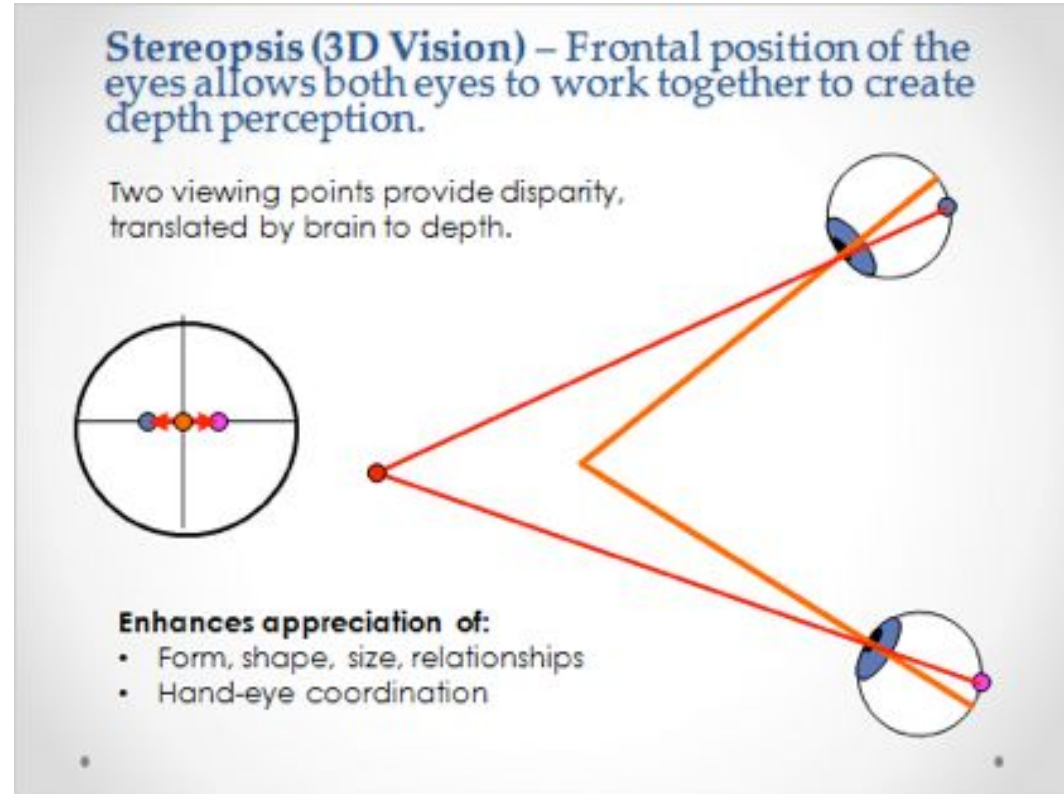 Stereopsis (3D Vision) – Frontal position of the
eyes allows both eyes to work together to create
depth perception.
Two viewing points provide disparity,
translated by brain to depth.
Enhances appreciation of:
• Form, shape, size, relationships
• Hand-eye coordination